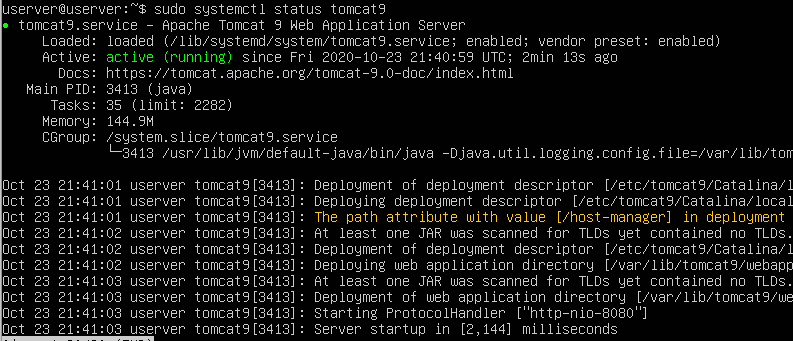 userver@userver:~$ sudo systemctl status tomcat9
● tomcat9.service – Apache Tomcat 9 Web Application Server
Loaded: loaded (/lib/systemd/system/tomcat9.service; enabled; vendor preset: enabled)
Active: active (running) since Fri 2020-10-23 21:40:59 UTC; 2min 13s ago
Docs: https://tomcat.apache.org/tomcat-9.0-doc/index.html
Main PID: 3413 (java)
Tasks: 35 (limit: 2282)
Memory: 144.9M
CGroup: /system.slice/tomcat9.service
└─3413 /usr/lib/jvm/default-java/bin/java -Djava.util.logging.config.file=/var/lib/tom
Oct 23 21:41:01 userver tomcat9[3413]: Deployment of deployment descriptor [/etc/tomcat9/Catalina/l
Oct 23 21:41:01 userver tomcat9[3413]: Deploying deployment descriptor [/etc/tomcat9/Catalina/local
Oct 23 21:41:01 userver tomcat9[3413]: The path attribute with value [/host-manager] in deployment
Oct 23 21:41:02 userver tomcat9[3413]: At least one JAR was scanned for TLDs yet contained no TLDs.
Oct 23 21:41:02 userver tomcat9[3413]: Deployment of deployment descriptor [/etc/tomcat9/Catalina/l
Oct 23 21:41:02 userver tomcat9[3413]: Deploying web application directory [/var/lib/tomcat9/webapp
Oct 23 21:41:03 userver tomcat9[3413]: At least one JAR was scanned for TLDs yet contained no TLDs.
Oct 23 21:41:03 userver tomcat9[3413]: Deployment of web application directory [/var/lib/tomcat9/we
Oct 23 21:41:03 userver tomcat9[3413]: Starting ProtocolHandler ["http-nio-8080"]
Oct 23 21:41:03 userver tomcat9[3413]: Server startup in [2,144] milliseconds